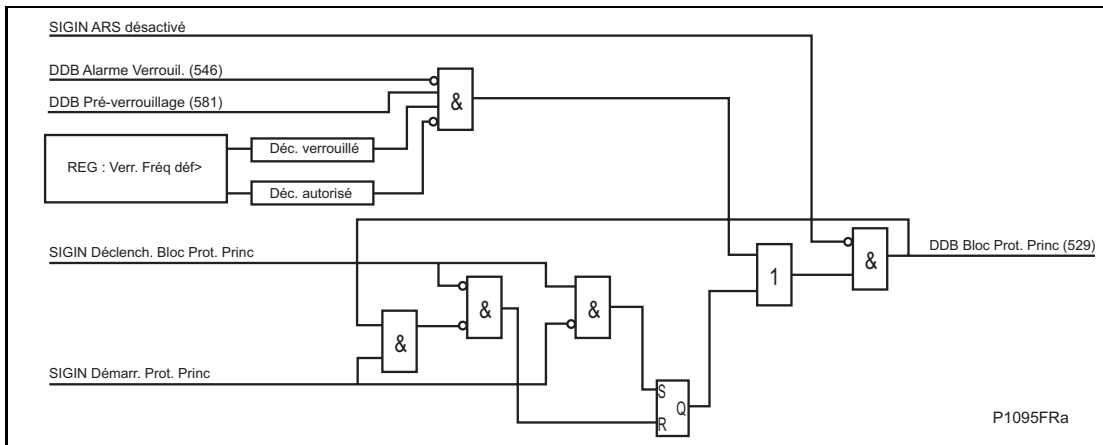 SIGIN ARS désactivé
DDB Alarme Verrouil. (546)
DDB Pré-verrouillage (581)
&
REG : Verr. Fréq déf>
Déc. verrouillé
Déc. autorisé
SIGIN Déclench. Bloc Prot. Princ
DDB Bloc Prot. Princ (529)
&
1
&
&
&
SIGIN Démarr. Prot. Princ
S
Q
R
P1095FRa